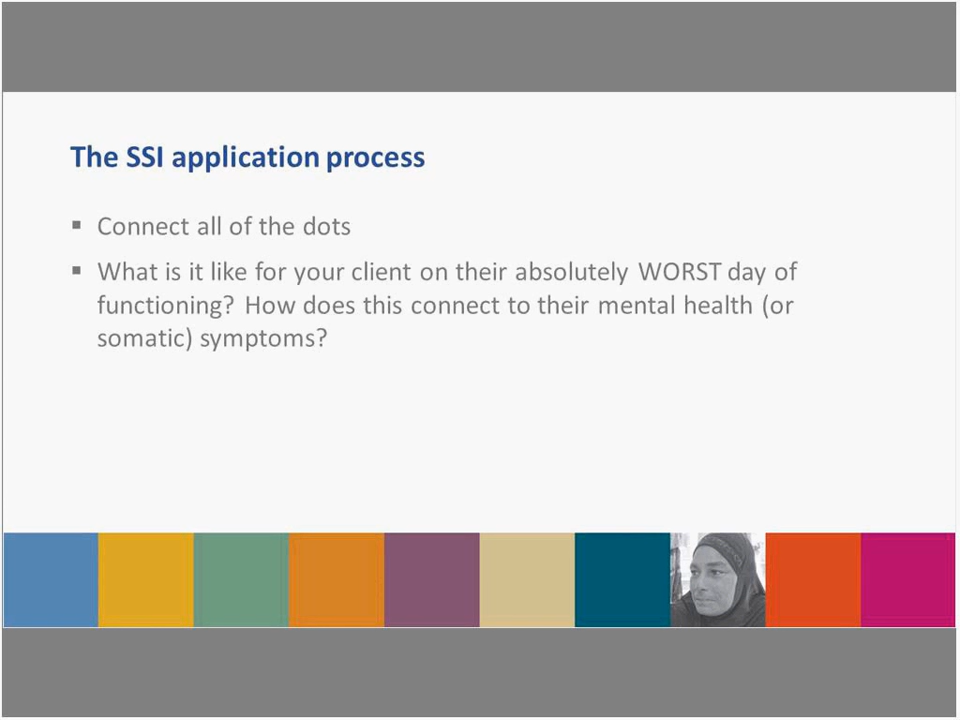 The SSI application process
▪ Connect all of the dots
▪ What is it like for your client on their absolutely WORST day of
functioning? How does this connect to their mental health (or
somatic) symptoms?